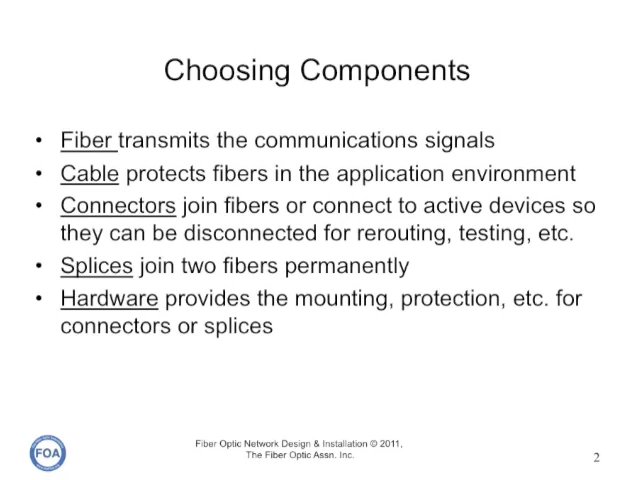 Choosing Components
• Fiber transmits the communications signals
• Cable protects fibers in the application environment
• Connectors join fibers or connect to active devices so
they can be disconnected for rerouting, testing, etc.
• Splices join two fibers permanently
• Hardware provides the mounting, protection, etc. for
connectors or splices
FOA
Fiber Optic Network Design & Installation © 2011,
The Fiber Optic Assn. Inc.
2